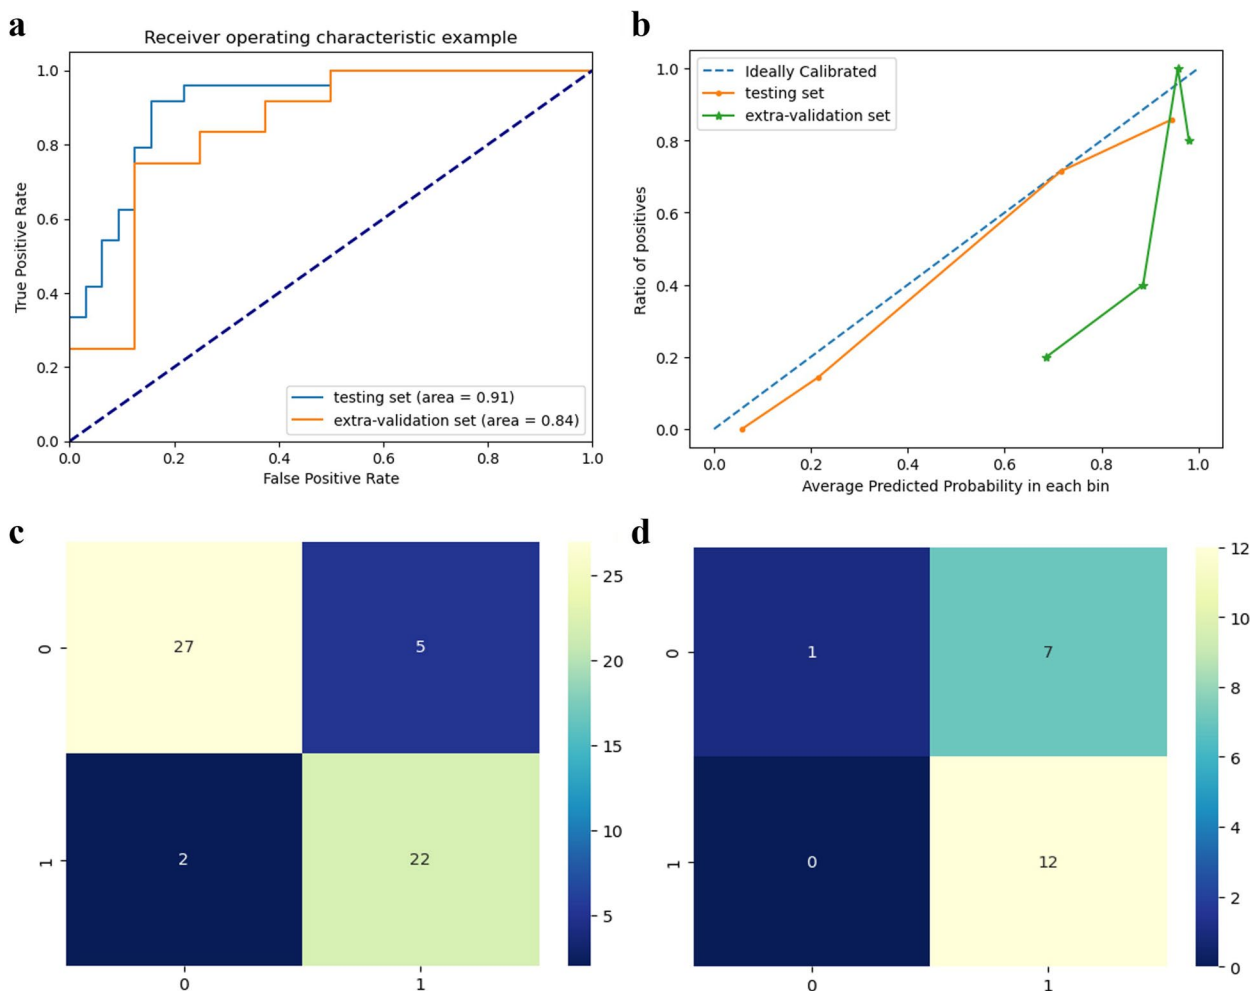 a
Receiver operating characteristic example
1.0
0.8
0.6
0.4
0.2
0.0
True Positive Rate
0.0 0.2 0.4 0.6 0.8 1.0
False Positive Rate
testing set (area = 0.91)
extra-validation set (area = 0.84)
b
Ideally Calibrated
testing set
extra-validation set
1.0
0.8
0.6
0.4
0.2
0.0
Ratio of positives
0.0 0.2 0.4 0.6 0.8 1.0
Average Predicted Probability in each bin
c
0
27 5
1
2 22
0 1
25
20
15
10
5
d
0
1 7
1
0 12
0 1
12
10
8
6
4
2
0